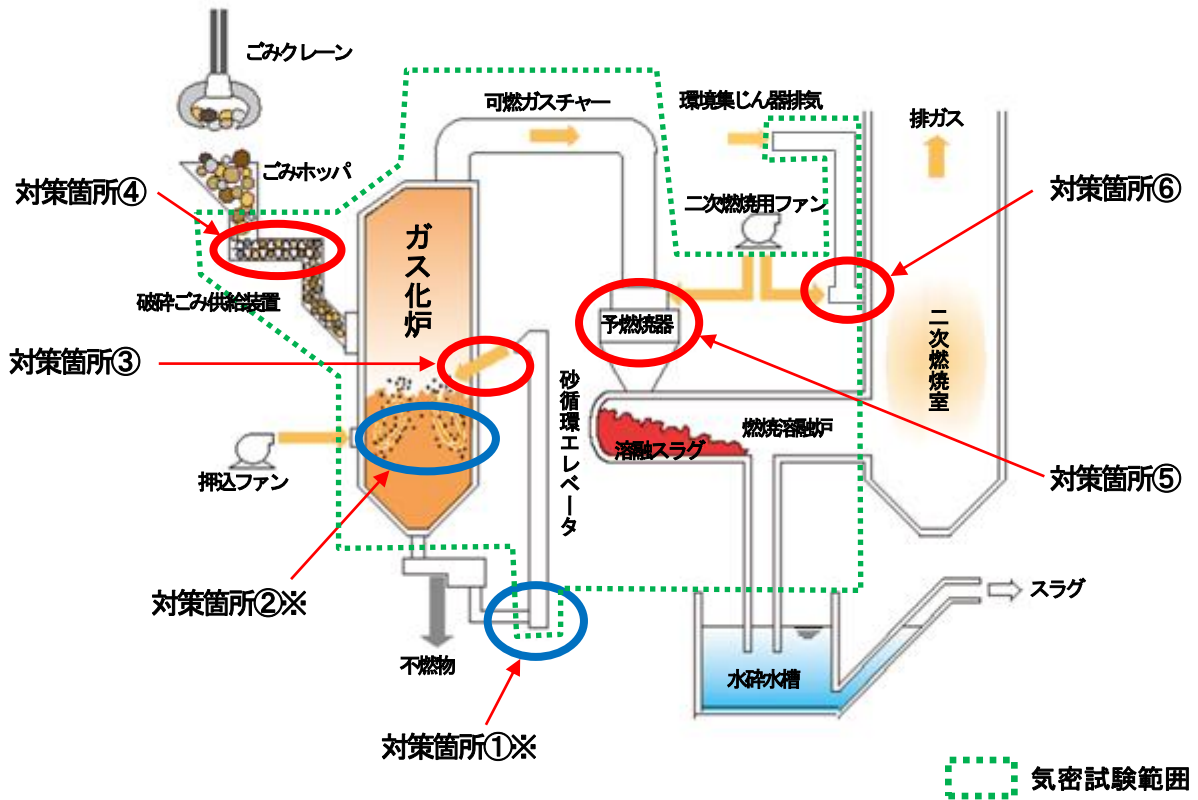 ごみクレーン
可燃ガスチャー
環境集じん器排気
排ガス
ごみホッパ
対策箇所④
対策箇所⑥
二次燃焼用ファン
ガス化炉
破砕ごみ供給装置
予燃焼器
対策箇所③
二次燃焼室
砂循環エレベータ
燃焼溶融炉
溶融スラグ
押込ファン
対策箇所⑤
対策箇所②※
スラグ
不燃物
水砕水槽
対策箇所①※
気密試験範囲